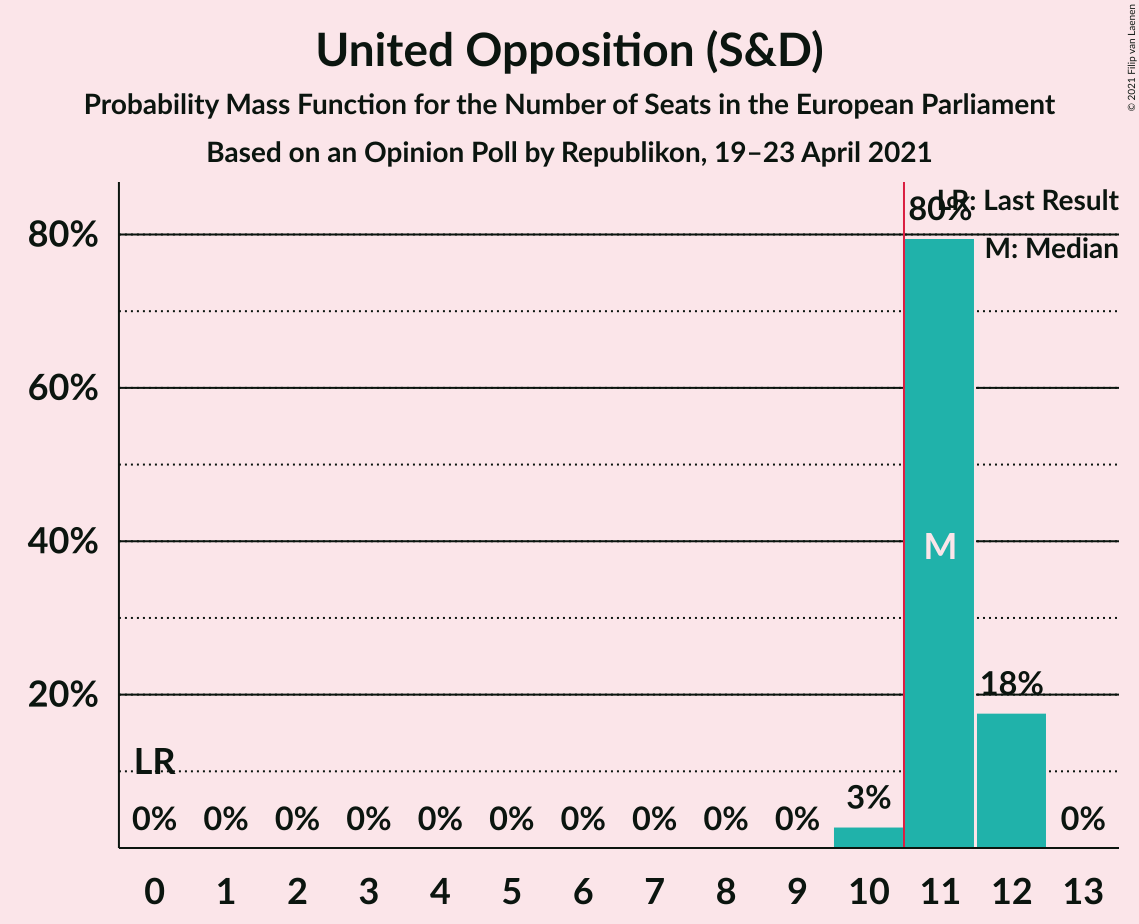 United Opposition (S&D)
Probability Mass Function for the Number of Seats in the European Parliament
Based on an Opinion Poll by Republikon, 19–23 April 2021
© 2021 Filip van Laenen
LR: Last Result
M: Median
80%
60%
40%
20%
LR
0% 0% 0% 0% 0% 0% 0% 0% 0% 0% 3% 80% 18% 0%
M
0 1 2 3 4 5 6 7 8 9 10 11 12 13